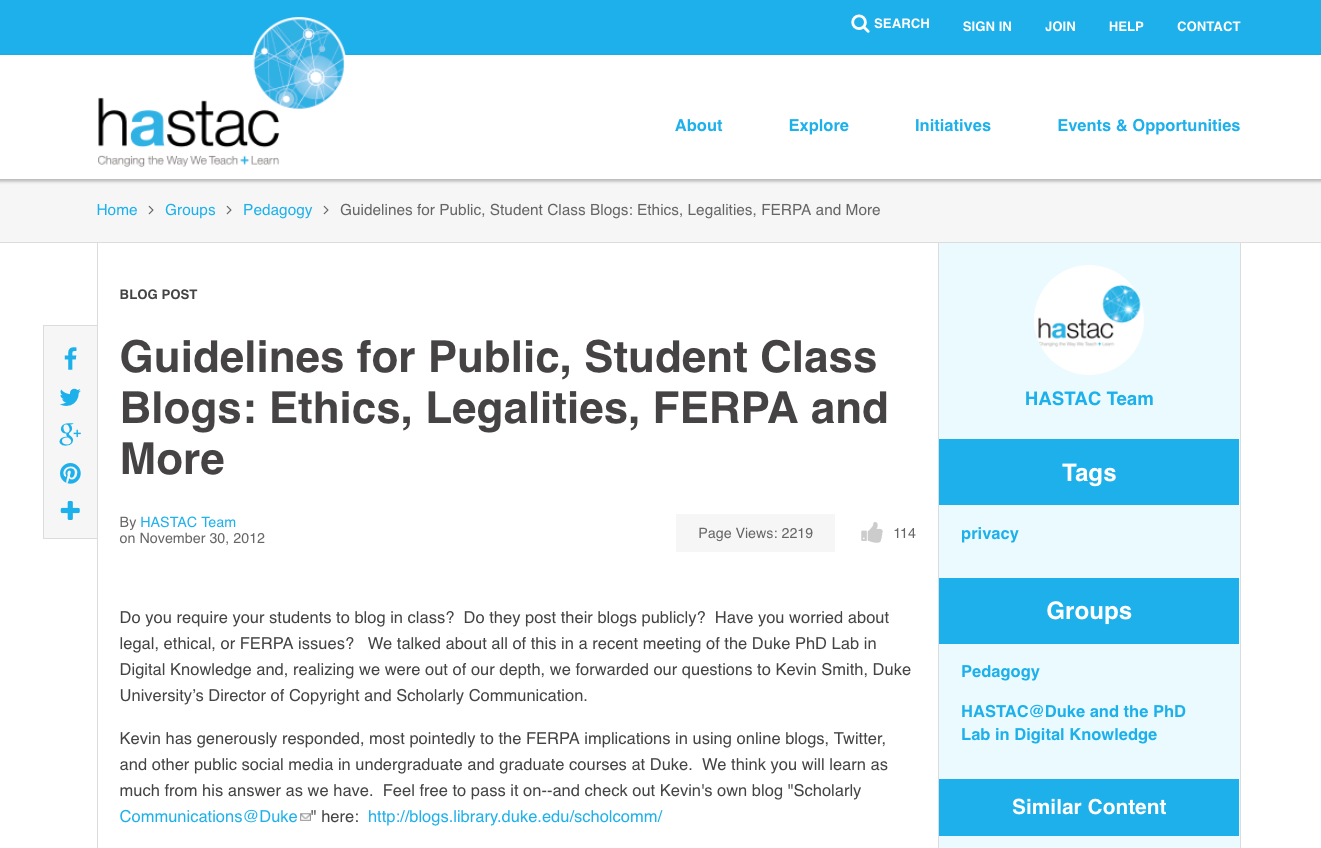 SEARCH
SIGN IN
JOIN
HELP
CONTACT
hastac
Changing the Way We Teach + Learn
About
Explore
Initiatives
Events & Opportunities
Home > Groups > Pedagogy > Guidelines for Public, Student Class Blogs: Ethics, Legalities, FERPA and More
BLOG POST
Guidelines for Public, Student Class
Blogs: Ethics, Legalities, FERPA and
More
By HASTAC Team
on November 30, 2012
Page Views: 2219
114
Do you require your students to blog in class?  Do they post their blogs publicly?  Have you worried about
legal, ethical, or FERPA issues?   We talked about all of this in a recent meeting of the Duke PhD Lab in
Digital Knowledge and, realizing we were out of our depth, we forwarded our questions to Kevin Smith, Duke
University’s Director of Copyright and Scholarly Communication.
Kevin has generously responded, most pointedly to the FERPA implications in using online blogs, Twitter,
and other public social media in undergraduate and graduate courses at Duke.  We think you will learn as
much from his answer as we have.  Feel free to pass it on--and check out Kevin's own blog "Scholarly
Communications@Duke" here:  http://blogs.library.duke.edu/scholcomm/
hastac
Changing the Way We Teach + Learn
HASTAC Team
Tags
privacy
Groups
Pedagogy
HASTAC@Duke and the PhD
Lab in Digital Knowledge
Similar Content